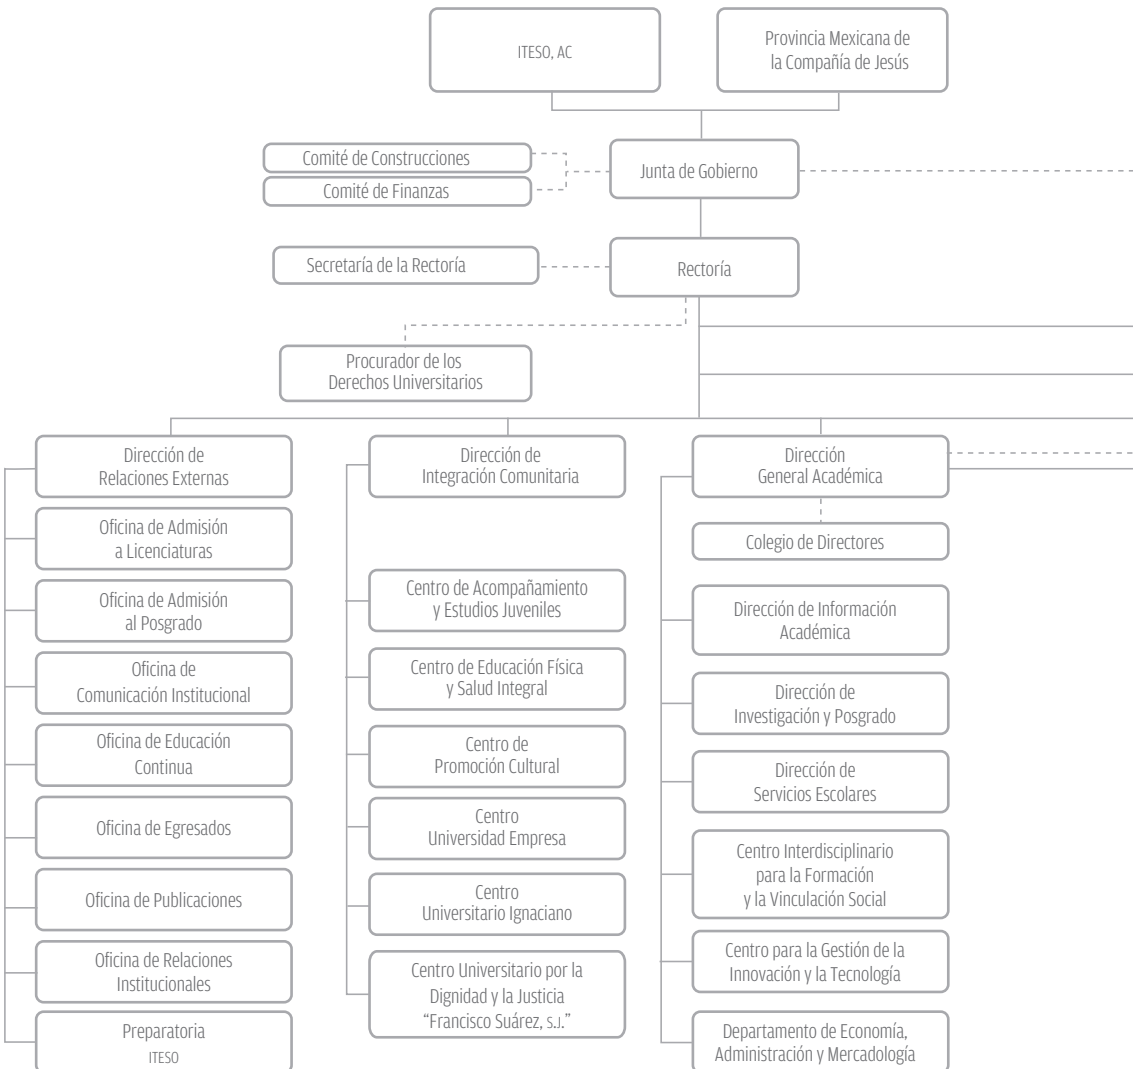 ITESO, AC
Provincia Mexicana de
la Compañía de Jesús
Comité de Construcciones
Comité de Finanzas
Junta de Gobierno
Secretaría de la Rectoría
Rectoría
Procurador de los
Derechos Universitarios
Dirección de
Relaciones Externas
Oficina de Admisión
a Licenciaturas
Oficina de Admisión
al Posgrado
Oficina de
Comunicación Institucional
Oficina de Educación
Continua
Oficina de Egresados
Oficina de Publicaciones
Oficina de Relaciones
Institucionales
Preparatoria
ITESO
Dirección de
Integración Comunitaria
Centro de Acompañamiento
y Estudios Juveniles
Centro de Educación Física
y Salud Integral
Centro de
Promoción Cultural
Centro
Universidad Empresa
Centro
Universitario Ignaciano
Centro Universitario por la
Dignidad y la Justicia
“Francisco Suárez, S.J.”
Dirección
General Académica
Colegio de Directores
Dirección de Información
Académica
Dirección de
Investigación y Posgrado
Dirección de
Servicios Escolares
Centro Interdisciplinario
para la Formación
y la Vinculación Social
Centro para la Gestión de la
Innovación y la Tecnología
Departamento de Economía,
Administración y Mercadología